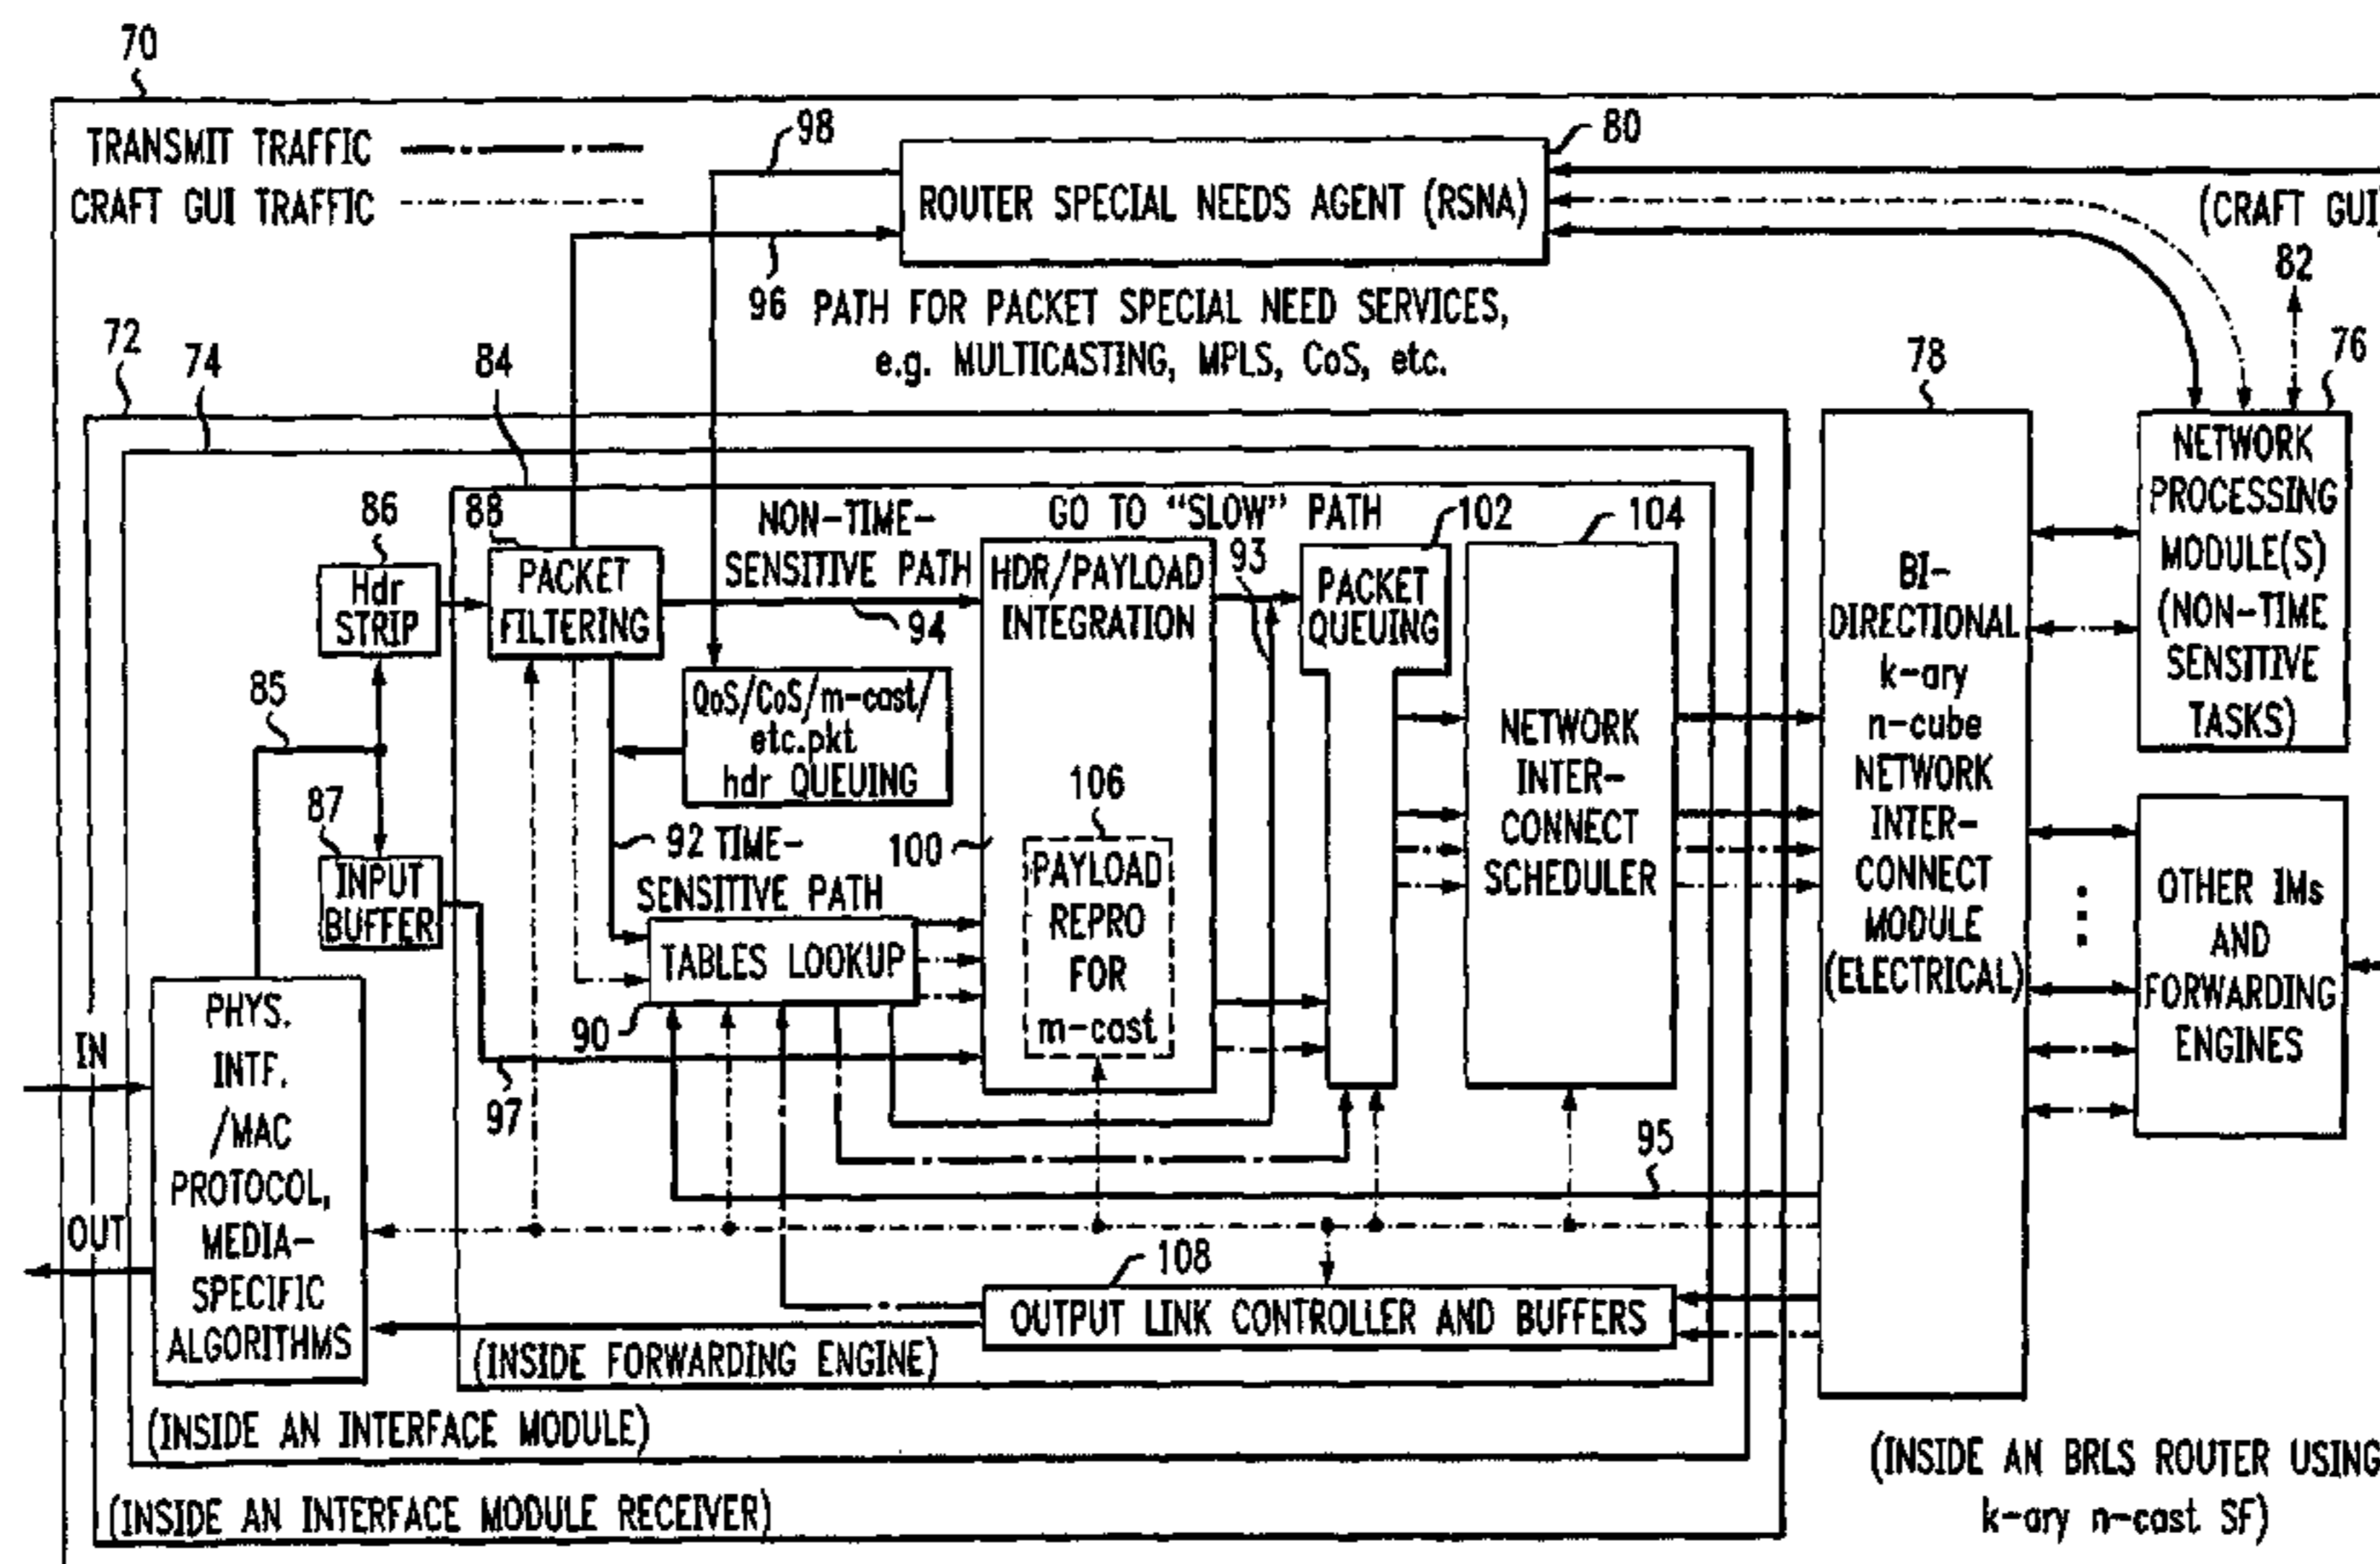 70
TRANSMIT TRAFFIC
CRAFT GUI TRAFFIC
98
80
ROUTER SPECIAL NEEDS AGENT (RSNA)
(CRAFT GUI)
82
96 PATH FOR PACKET SPECIAL NEED SERVICES,
e.g. MULTICASTING, MPLS, CoS, etc.
72
74
84
78
76
NETWORK
PROCESSING
MODULE(S)
(NON-TIME
SENSITIVE
TASKS)
86
Hdr
STRIP
88
PACKET
FILTERING
NON-TIME-
SENSITIVE PATH
94
GO TO "SLOW" PATH
HDR/PAYLOAD
INTEGRATION
93
102
PACKET
QUEUING
104
NETWORK
INTER-
CONNECT
SCHEDULER
BI-
DIRECTIONAL
k-ary
n-cube
NETWORK
INTER-
CONNECT
MODULE
(ELECTRICAL)
85
QoS/CoS/m-cast/
etc.pkt
hdr QUEUING
87
INPUT
BUFFER
92 TIME-
SENSITIVE PATH
100
106
PAYLOAD
REPRO
FOR
m-cast
TABLES LOOKUP
90
97
OTHER IMs
AND
FORWARDING
ENGINES
IN
OUT
PHYS.
INTF.
/MAC
PROTOCOL,
MEDIA-
SPECIFIC
ALGORITHMS
95
108
OUTPUT LINK CONTROLLER AND BUFFERS
(INSIDE FORWARDING ENGINE)
(INSIDE AN INTERFACE MODULE)
(INSIDE AN INTERFACE MODULE RECEIVER)
(INSIDE AN BRLS ROUTER USING
k-ary n-cast SF)